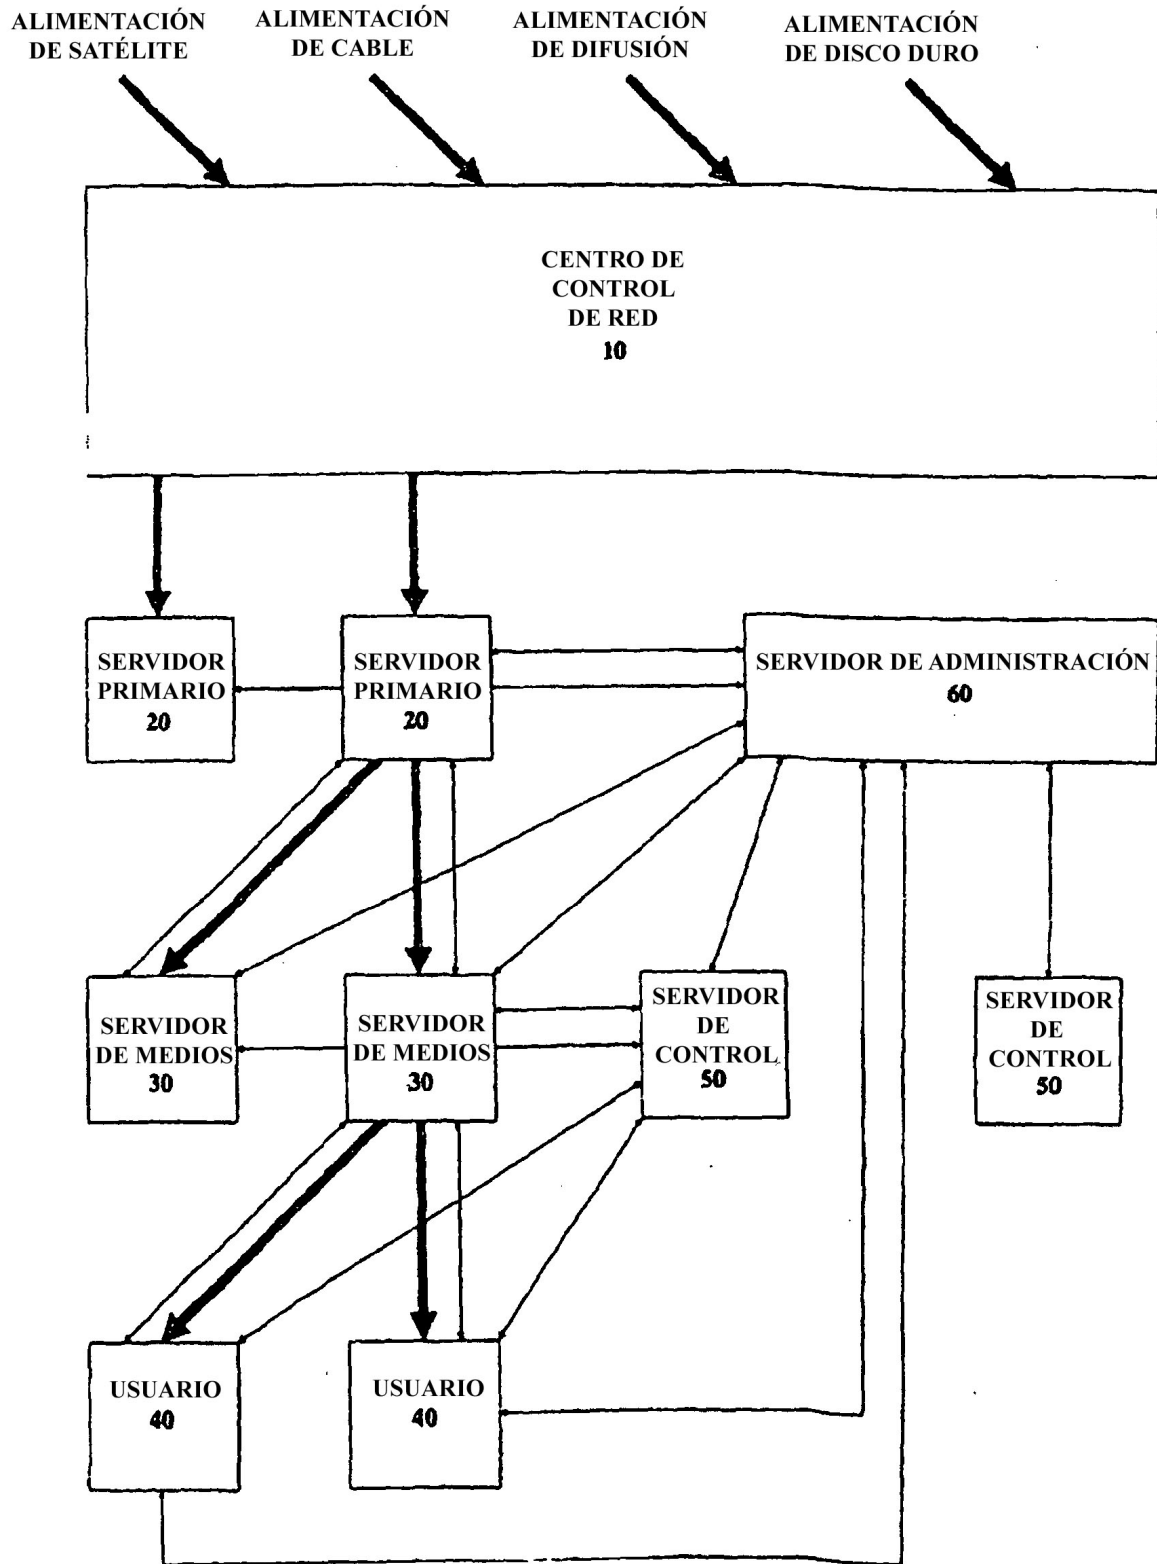 ALIMENTACIÓN
DE SATÉLITE
ALIMENTACIÓN
DE CABLE
ALIMENTACIÓN
DE DIFUSIÓN
ALIMENTACIÓN
DE DISCO DURO
CENTRO DE
CONTROL
DE RED
10
SERVIDOR
PRIMARIO
20
SERVIDOR
PRIMARIO
20
SERVIDOR DE ADMINISTRACIÓN
60
SERVIDOR
DE MEDIOS
30
SERVIDOR
DE MEDIOS
30
SERVIDOR
DE
CONTROL
50
SERVIDOR
DE
CONTROL
50
USUARIO
40
USUARIO
40